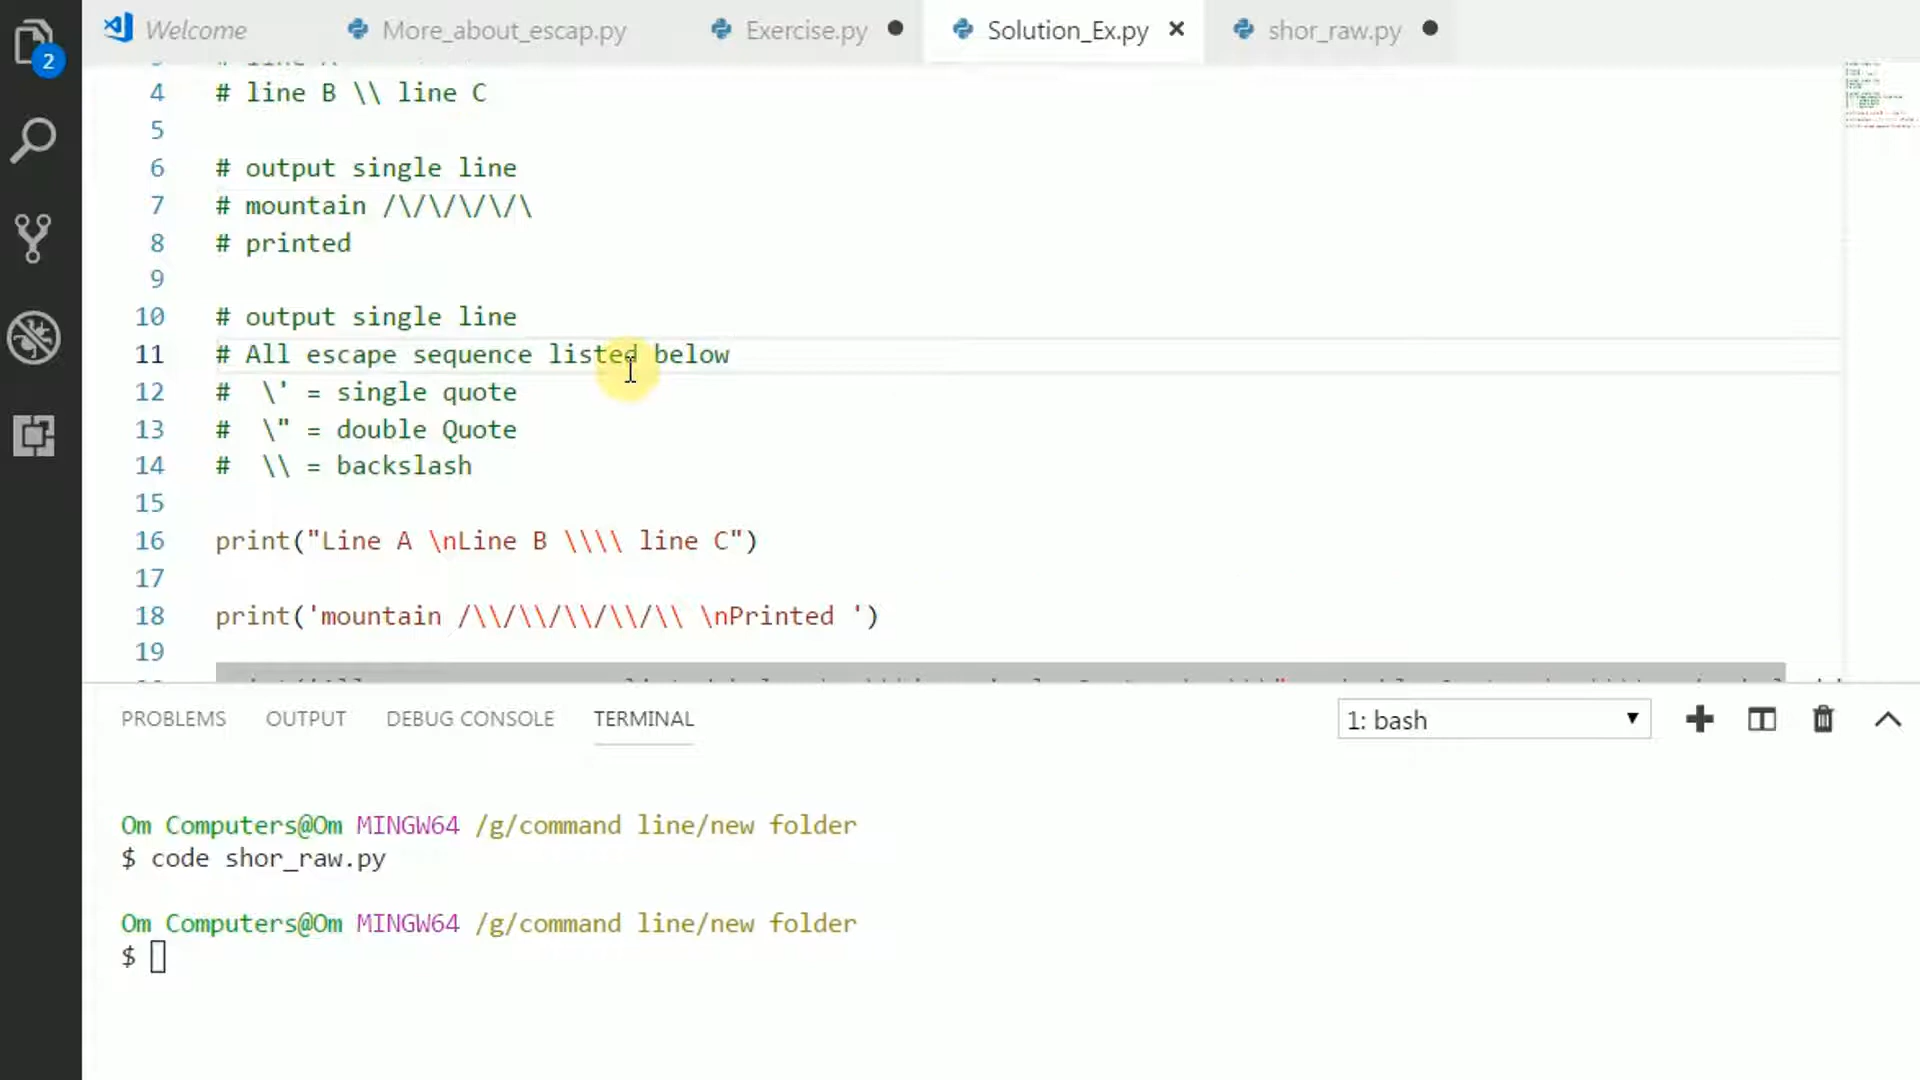 Welcome More_about_escap.py Exercise.py Solution_Ex.py shor_raw.py
2
4 # line B \\ line C
5
6 # output single line
7 # mountain /\/\/\/\/\
8 # printed
9
10 # output single line
11 # All escape sequence listed below
12 #  \' = single quote
13 #  \" = double Quote
14 #  \\ = backslash
15
16 print("Line A \nLine B \\\\ line C")
17
18 print('mountain /\\/\\/\\/\\/\\ \nPrinted ')
19
PROBLEMS OUTPUT DEBUG CONSOLE TERMINAL 1: bash
Om Computers@Om MINGW64 /g/command line/new folder
$ code shor_raw.py
Om Computers@Om MINGW64 /g/command line/new folder
$